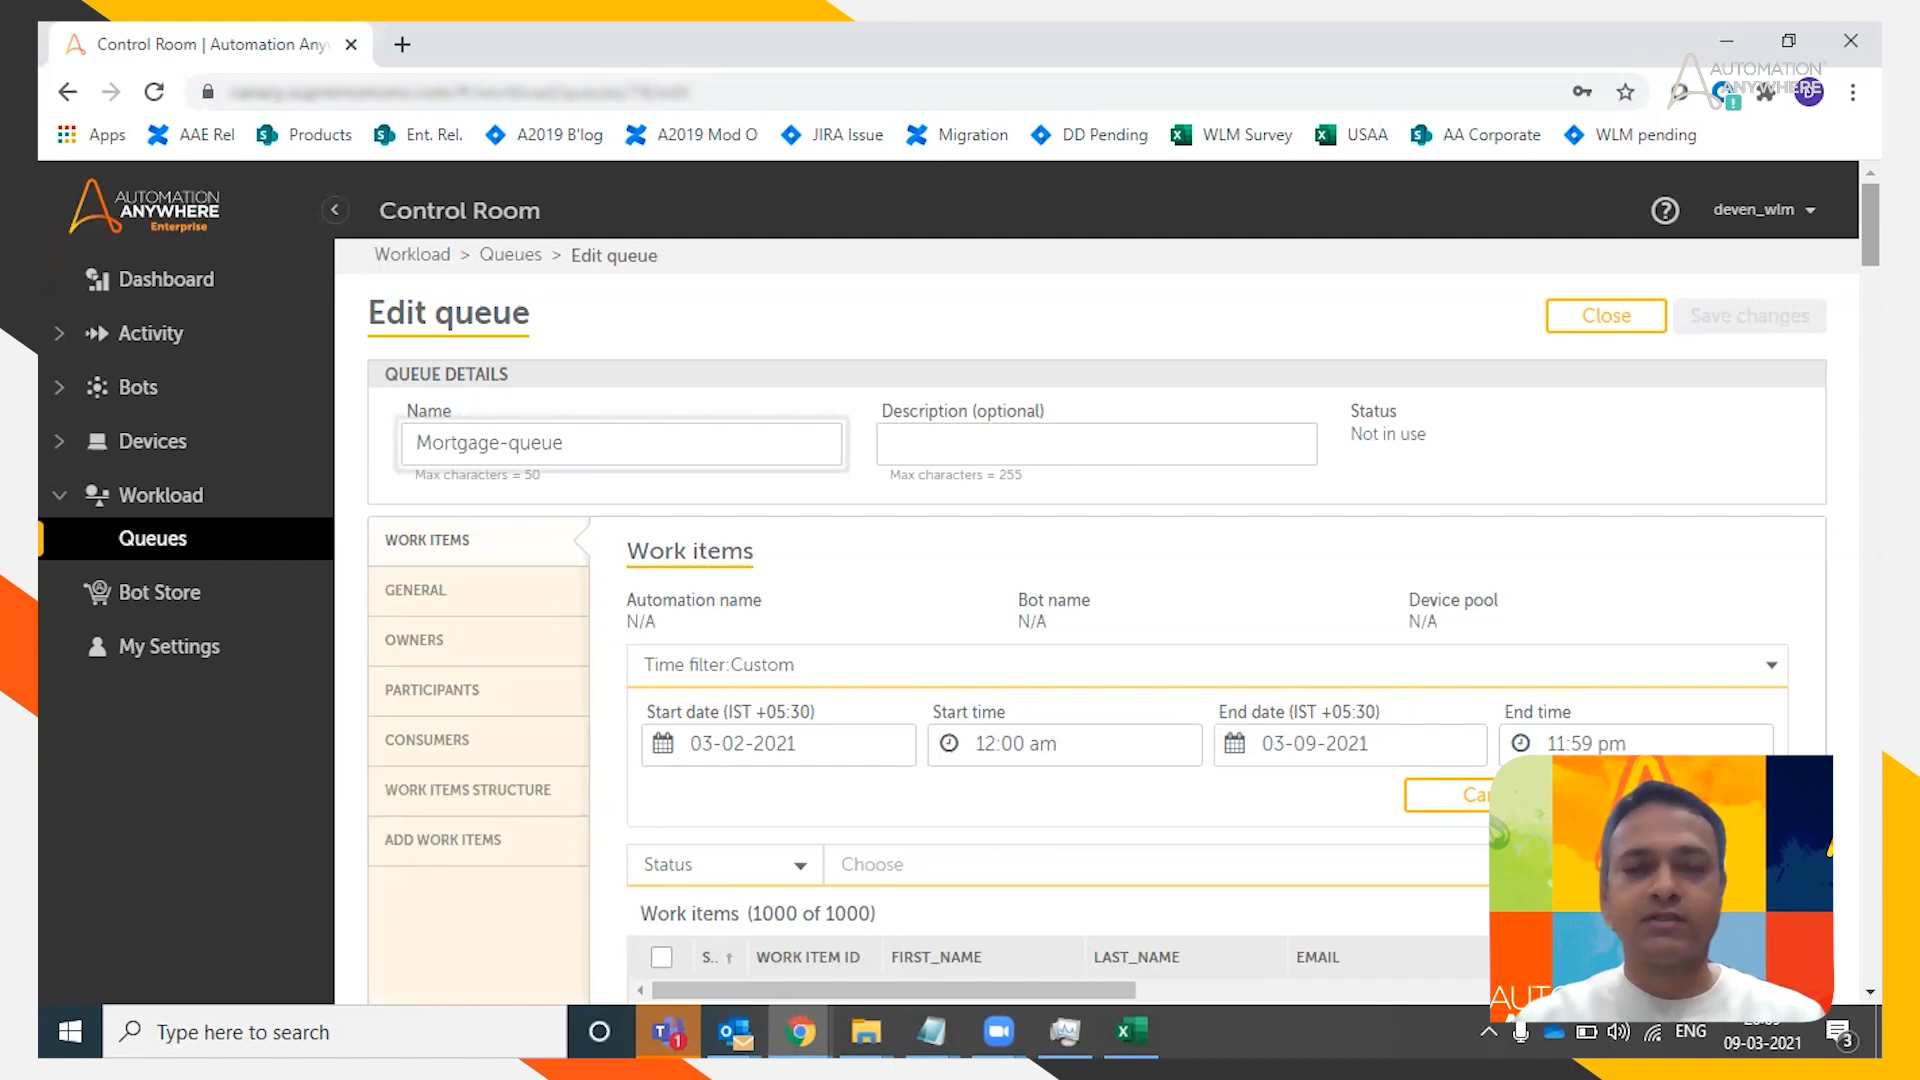 Control Room | Automation Any
AUTOMATION
ANYWHERE
Apps AAE Rel Products Ent. Rel. A2019 B'log A2019 Mod O JIRA Issue Migration DD Pending WLM Survey USAA AA Corporate WLM pending
AUTOMATION
ANYWHERE
Enterprise
Control Room
deven_wlm
Workload > Queues > Edit queue
Dashboard
Activity
Bots
Devices
Workload
Queues
Bot Store
My Settings
Edit queue
Close
Save changes
QUEUE DETAILS
Name
Mortgage-queue
Max characters = 50
Description (optional)
Max characters = 255
Status
Not in use
WORK ITEMS
GENERAL
OWNERS
PARTICIPANTS
CONSUMERS
WORK ITEMS STRUCTURE
ADD WORK ITEMS
Work items
Automation name Bot name Device pool
N/A N/A N/A
Time filter:Custom
Start date (IST +05:30) Start time End date (IST +05:30) End time
03-02-2021 12:00 am 03-09-2021 11:59 pm
Status Choose
Work items (1000 of 1000)
S.. WORK ITEM ID FIRST_NAME LAST_NAME EMAIL
Type here to search
1
ENG
09-03-2021
3